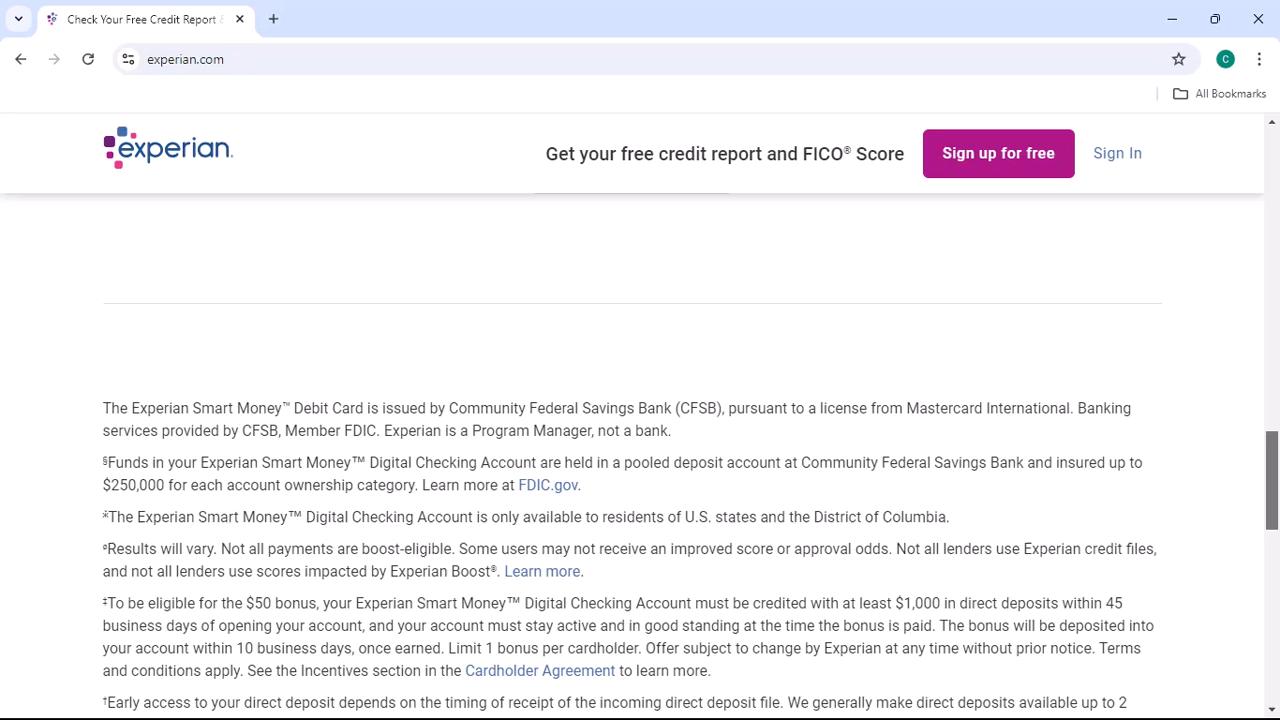 Check Your Free Credit Report &
experian.com
C
All Bookmarks
experian.
Get your free credit report and FICO® Score
Sign up for free
Sign In
The Experian Smart Money™ Debit Card is issued by Community Federal Savings Bank (CFSB), pursuant to a license from Mastercard International. Banking
services provided by CFSB, Member FDIC. Experian is a Program Manager, not a bank.
§Funds in your Experian Smart Money™ Digital Checking Account are held in a pooled deposit account at Community Federal Savings Bank and insured up to
$250,000 for each account ownership category. Learn more at FDIC.gov.
⁂The Experian Smart Money™ Digital Checking Account is only available to residents of U.S. states and the District of Columbia.
øResults will vary. Not all payments are boost-eligible. Some users may not receive an improved score or approval odds. Not all lenders use Experian credit files,
and not all lenders use scores impacted by Experian Boost®. Learn more.
‡To be eligible for the $50 bonus, your Experian Smart Money™ Digital Checking Account must be credited with at least $1,000 in direct deposits within 45
business days of opening your account, and your account must stay active and in good standing at the time the bonus is paid. The bonus will be deposited into
your account within 10 business days, once earned. Limit 1 bonus per cardholder. Offer subject to change by Experian at any time without prior notice. Terms
and conditions apply. See the Incentives section in the Cardholder Agreement to learn more.
†Early access to your direct deposit depends on the timing of receipt of the incoming direct deposit file. We generally make direct deposits available up to 2